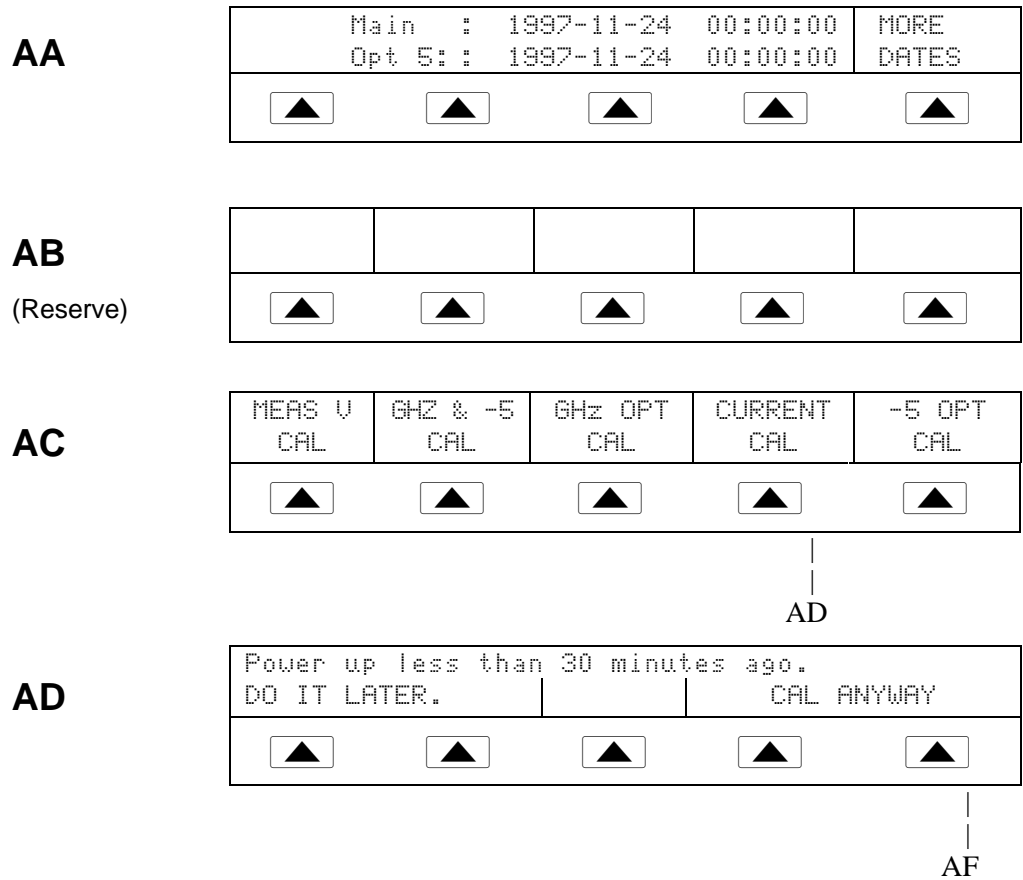 AA
Main : 1997-11-24 00:00:00 MORE
Opt 5: : 1997-11-24 00:00:00 DATES
AB
(Reserve)
AC
MEAS V GHZ & -5 GHz OPT CURRENT -5 OPT
CAL CAL CAL CAL CAL
|
|
AD
AD
Power up less than 30 minutes ago.
DO IT LATER. CAL ANYWAY
|
|
AF